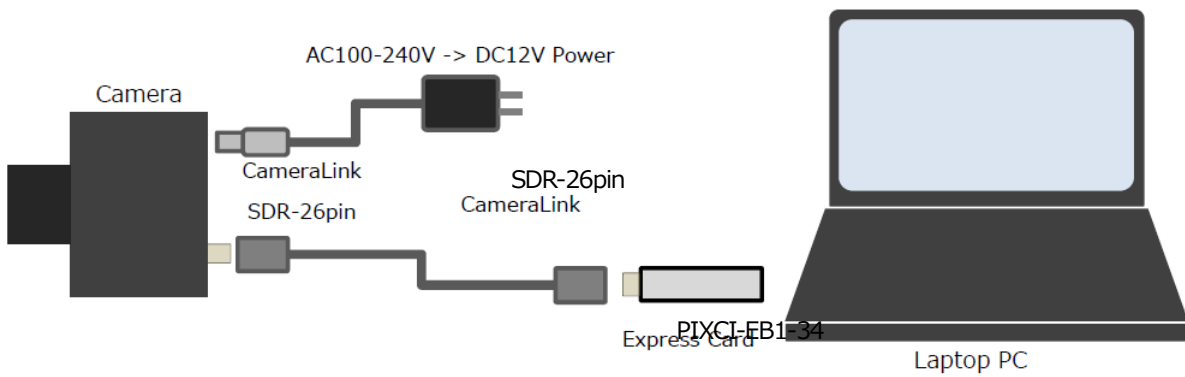 AC100-240V -> DC12V Power
Camera
CameraLink
SDR-26pin
SDR-26pin
CameraLink
PIXCI-EB1-34
Express Card
Laptop PC